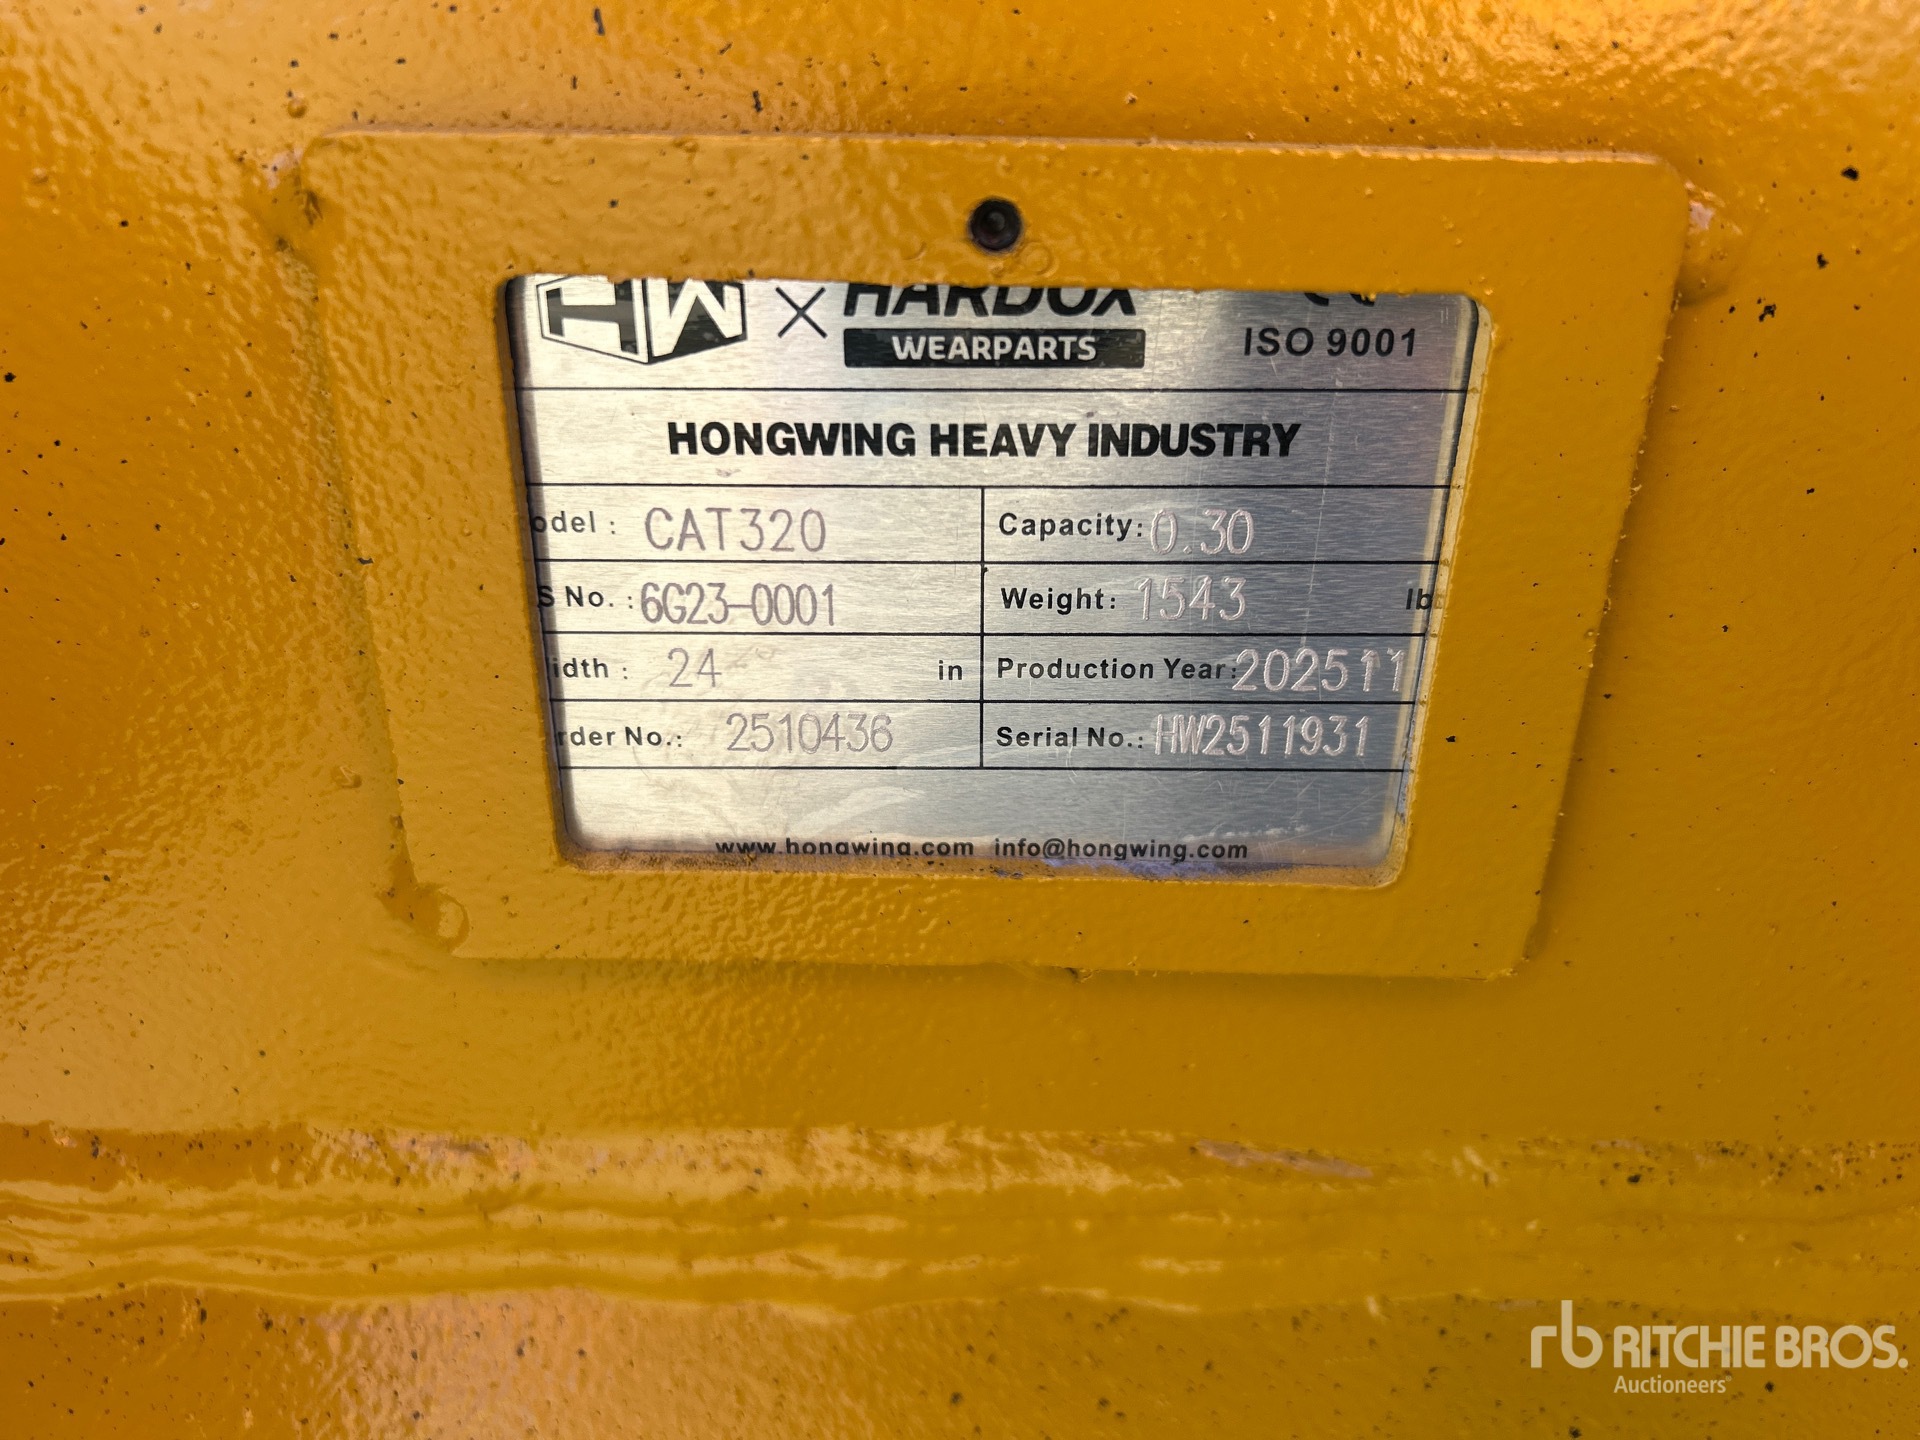 HW × HARDOX
WEARPARTS
ISO 9001
HONGWING HEAVY INDUSTRY
odel : CAT320 Capacity: 0.30
S No. : 6G23-0001 Weight: 1543 lb
idth : 24 in Production Year: 202511
rder No.: 2510436 Serial No.: HW2511931
www.hongwing.com info@hongwing.com
rb RITCHIE BROS.
Auctioneers